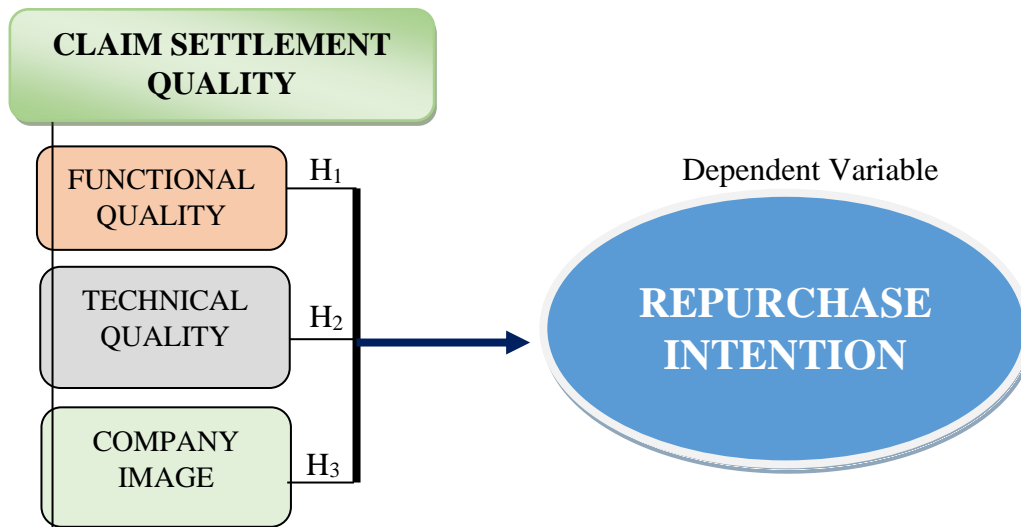 CLAIM SETTLEMENT
QUALITY
FUNCTIONAL
QUALITY
H₁
TECHNICAL
QUALITY
H₂
COMPANY
IMAGE
H₃
Dependent Variable
REPURCHASE
INTENTION